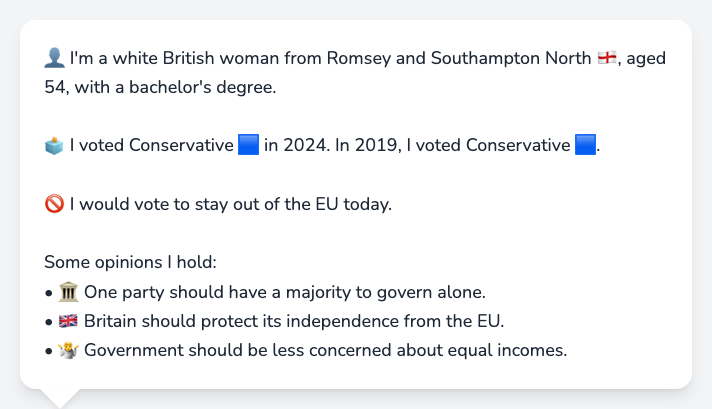 👤 I'm a white British woman from Romsey and Southampton North 🏴󠁧󠁢󠁥󠁮󠁧󠁿, aged
54, with a bachelor's degree.
🗳️ I voted Conservative 🟦 in 2024. In 2019, I voted Conservative 🟦.
🚫 I would vote to stay out of the EU today.
Some opinions I hold:
• 🏛️ One party should have a majority to govern alone.
• 🇬🇧 Britain should protect its independence from the EU.
• 🤷 Government should be less concerned about equal incomes.